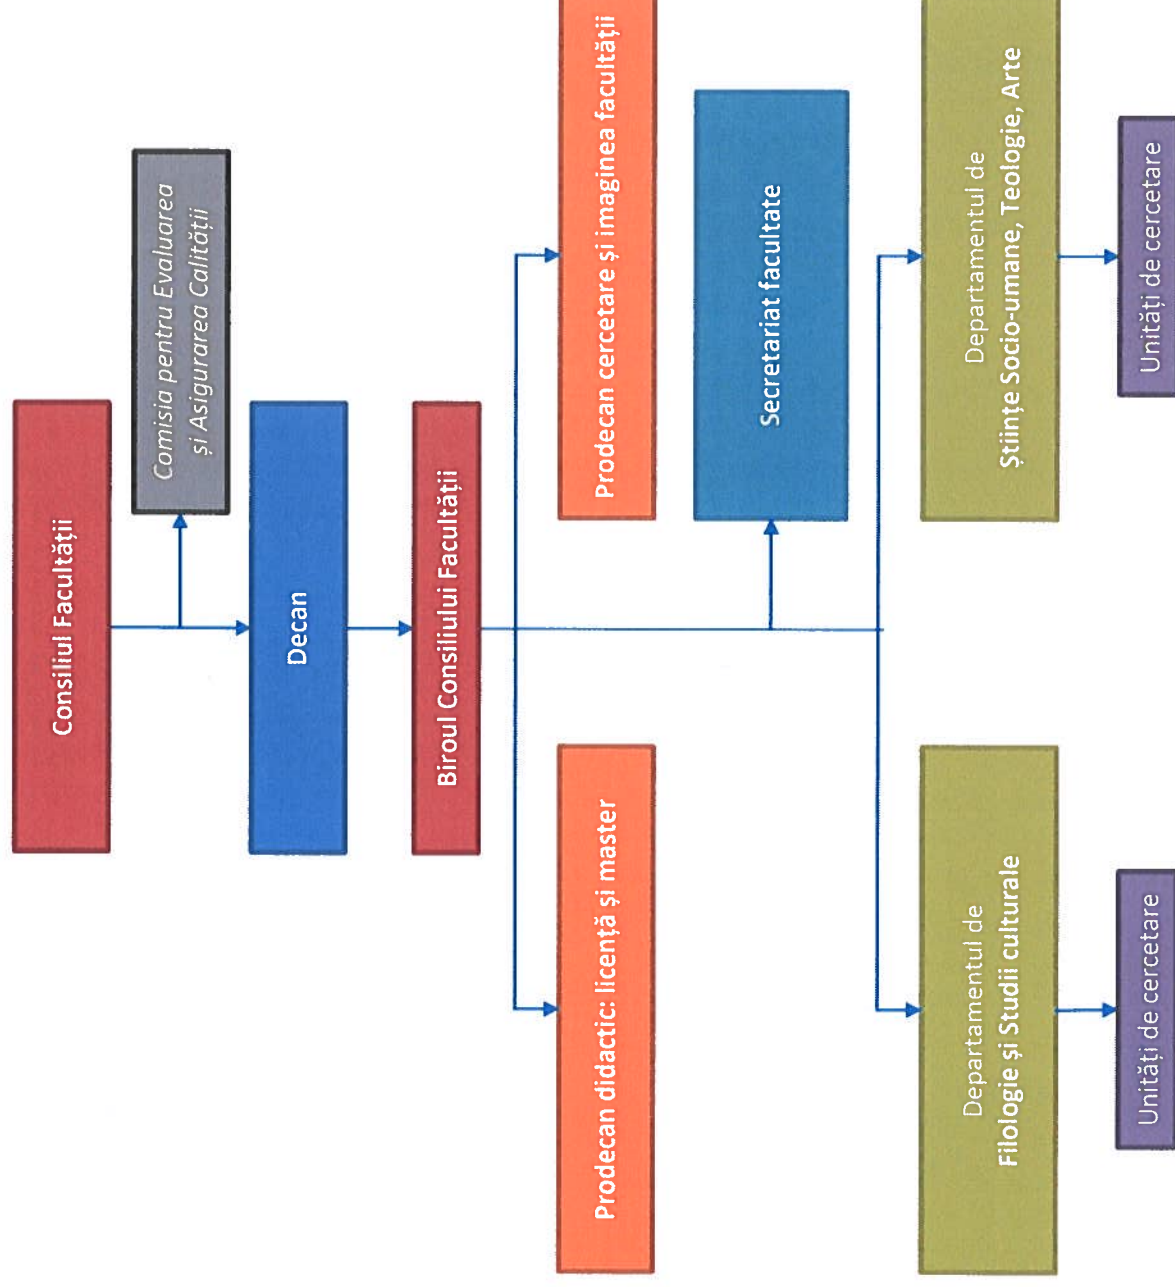 Consiliul Facultății
Comisia pentru Evaluarea
și Asigurarea Calității
Decan
Biroul Consiliului Facultății
Prodecan didactic: licență și master
Prodecan cercetare și imaginea facultății
Secretariat facultate
Departamentul de
Filologie și Studii culturale
Departamentul de
Științe Socio-umane, Teologie, Arte
Unități de cercetare
Unități de cercetare